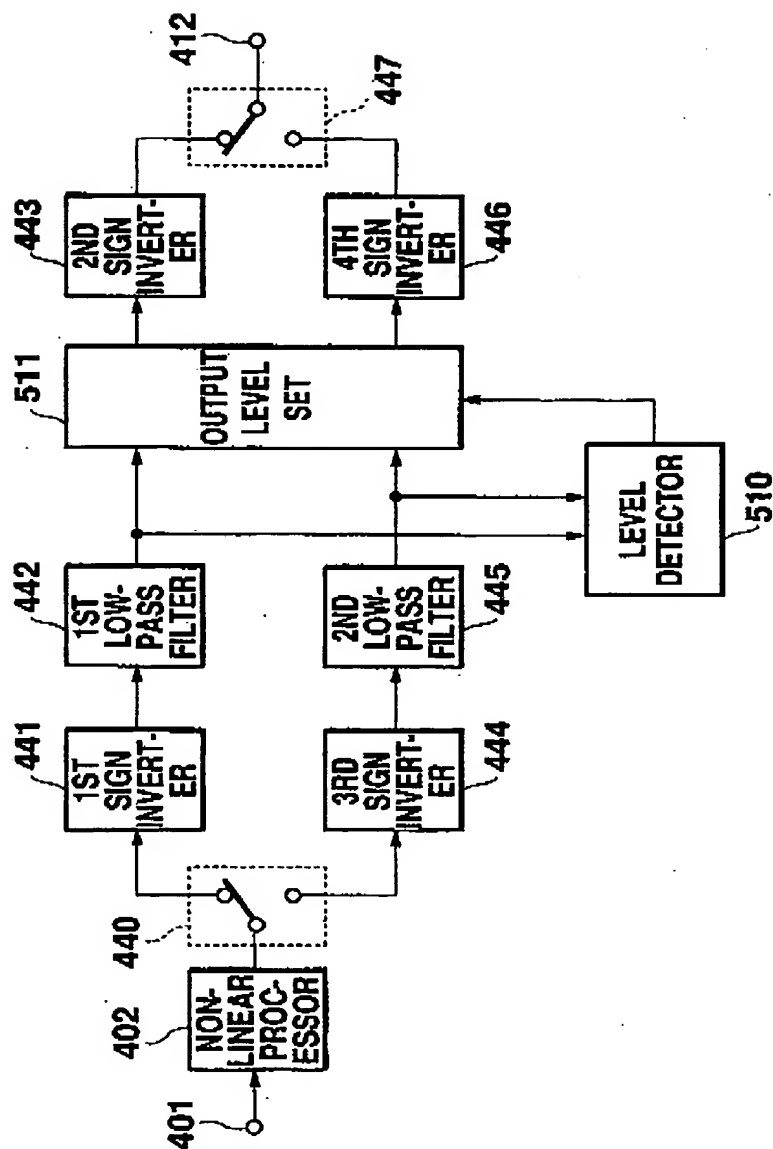 401
402
NON-
LINEAR
PROC-
ESSOR
440
441
1ST
SIGN
INVERT-
ER
442
1ST
LOW-
PASS
FILTER
511
OUTPUT
LEVEL
SET
443
2ND
SIGN
INVERT-
ER
412
447
3RD
SIGN
INVERT-
ER
444
2ND
LOW-
PASS
FILTER
445
4TH
SIGN
INVERT-
ER
446
LEVEL
DETECTOR
510